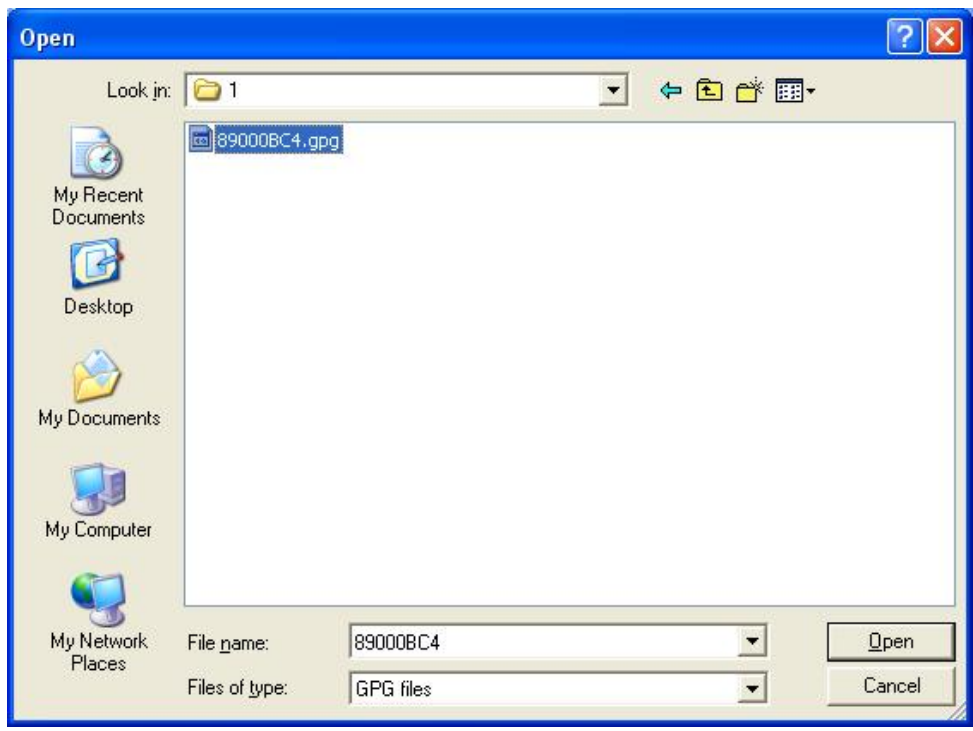 Open
Look in: 1
89000BC4.gpg
My Recent
Documents
Desktop
My Documents
My Computer
My Network
Places
File name: 89000BC4 Open
Files of type: GPG files Cancel